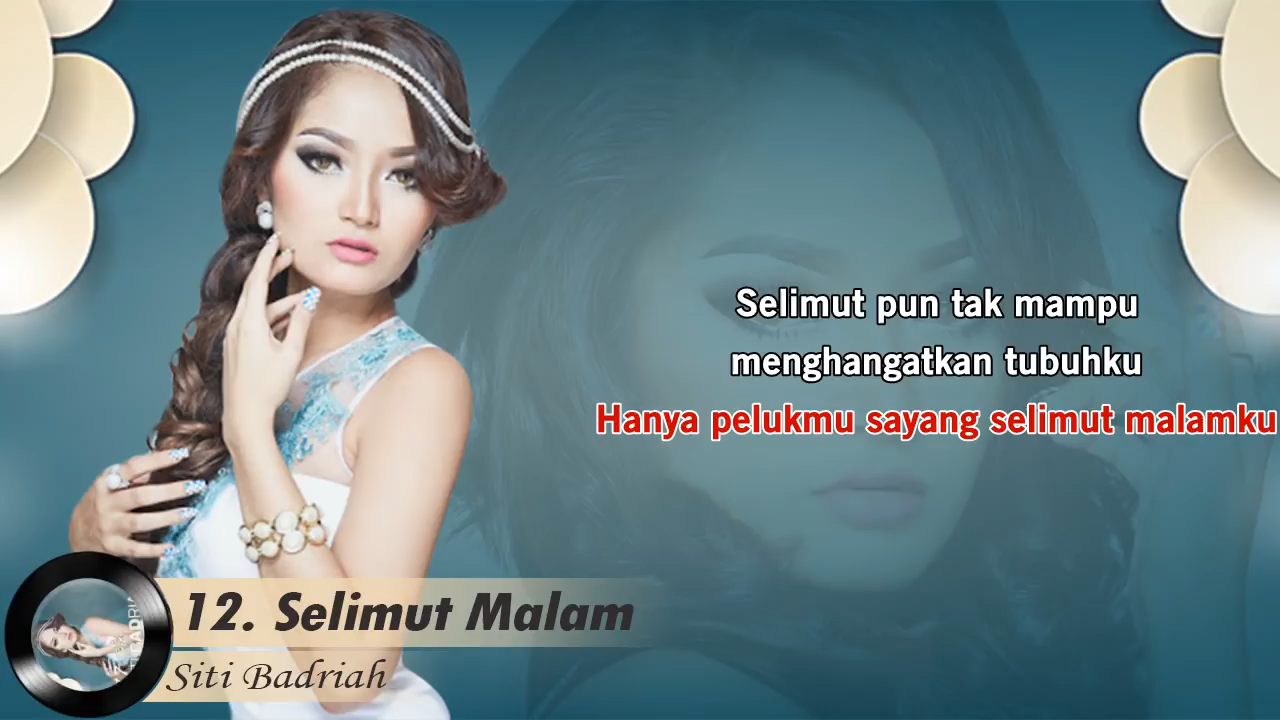 Selimut pun tak mampu
menghangatkan tubuhku
Hanya pelukmu sayang selimut malamku
12. Selimut Malam
Siti Badriah